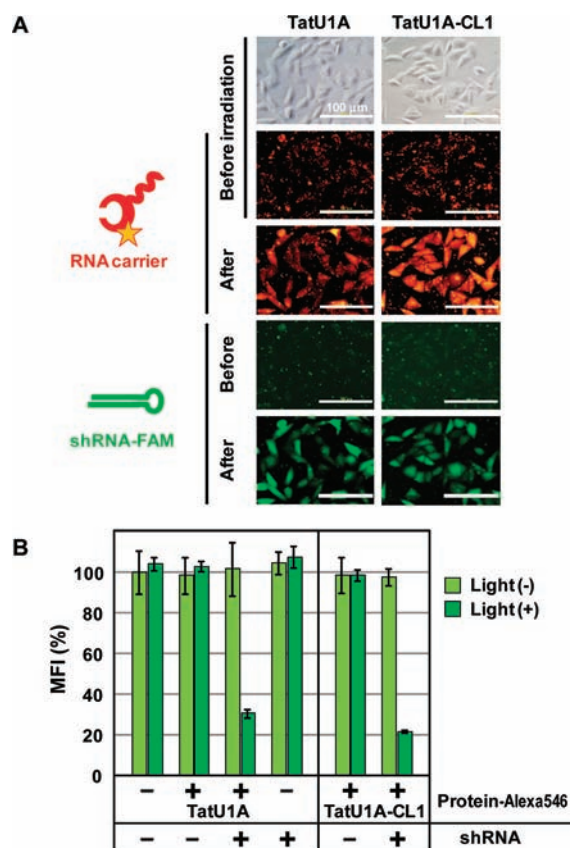 A
TatU1A TatU1A-CL1
Before irradiation
100 μm
RNA carrier
After
Before
shRNA-FAM
After
B
MFI (%)
100
80
60
40
20
0
Light (-)
Light (+)
− + + − + + Protein-Alexa546
TatU1A TatU1A-CL1
− − + + − + shRNA